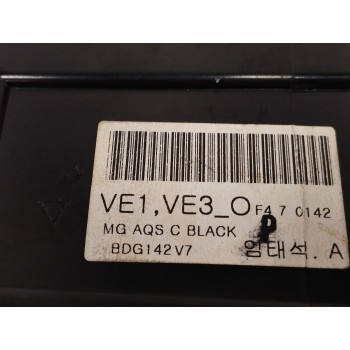 VE1,VE3_O F4 7 0142
MG AQS C BLACK P
BDG142V7 임태석. A